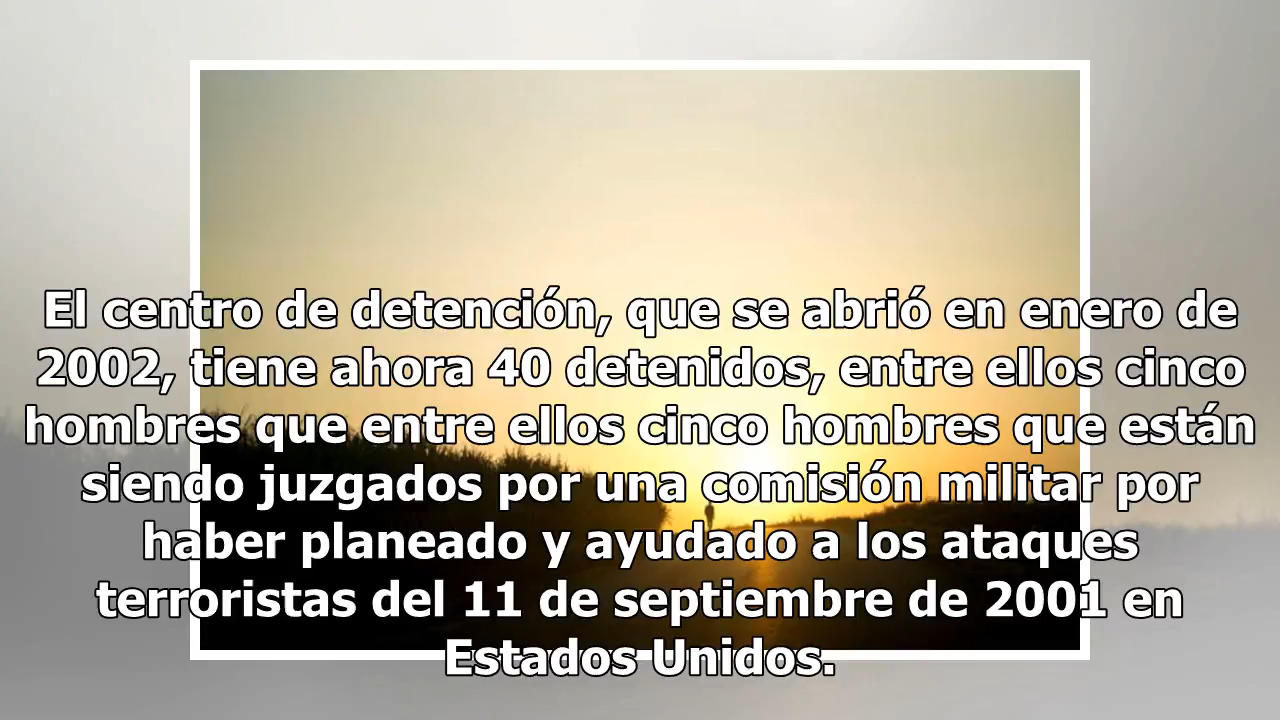 El centro de detención, que se abrió en enero de
2002, tiene ahora 40 detenidos, entre ellos cinco
hombres que entre ellos cinco hombres que están
siendo juzgados por una comisión militar por
haber planeado y ayudado a los ataques
terroristas del 11 de septiembre de 2001 en
Estados Unidos.